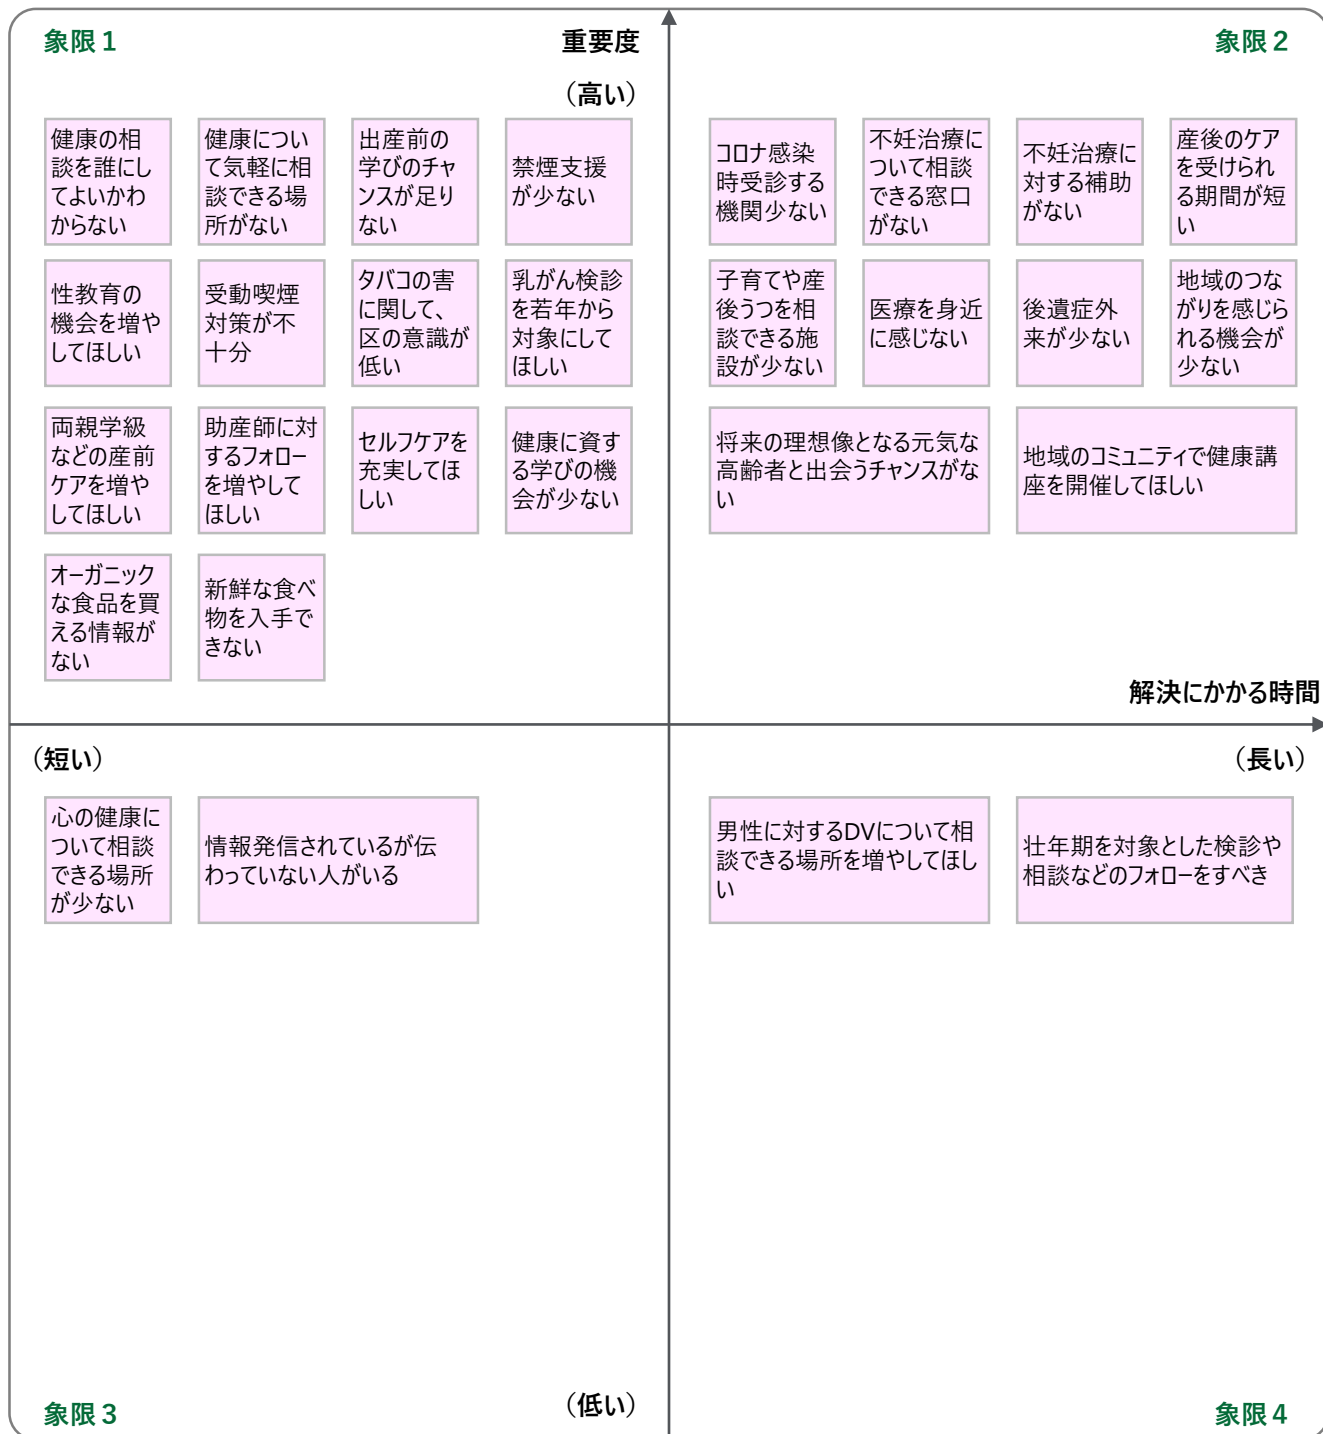 象限1
重要度
象限2
（高い）
健康の相
談を誰にし
てよいかわ
からない
健康につい
て気軽に相
談できる場
所がない
出産前の
学びのチャ
ンスが足り
ない
禁煙支援
が少ない
コロナ感染
時受診する
機関少ない
不妊治療に
ついて相談
できる窓口
がない
不妊治療に
対する補助
がない
産後のケア
を受けられ
る期間が短
い
性教育の
機会を増や
してほしい
受動喫煙
対策が不
十分
タバコの害
に関して、
区の意識が
低い
乳がん検診
を若年から
対象にして
ほしい
子育てや産
後うつを相
談できる施
設が少ない
医療を身近
に感じない
後遺症外
来が少ない
地域のつな
がりを感じら
れる機会が
少ない
両親学級
などの産前
ケアを増や
してほしい
助産師に対
するフォロー
を増やして
ほしい
セルフケアを
充実してほ
しい
健康に資す
る学びの機
会が少ない
将来の理想像となる元気な
高齢者と出会うチャンスがな
い
地域のコミュニティで健康講
座を開催してほしい
オーガニック
な食品を買
える情報が
ない
新鮮な食べ
物を入手で
きない
解決にかかる時間
（短い）
（長い）
心の健康に
ついて相談
できる場所
が少ない
情報発信されているが伝
わっていない人がいる
男性に対するDVについて相
談できる場所を増やしてほし
い
壮年期を対象とした検診や
相談などのフォローをすべき
象限3
（低い）
象限4